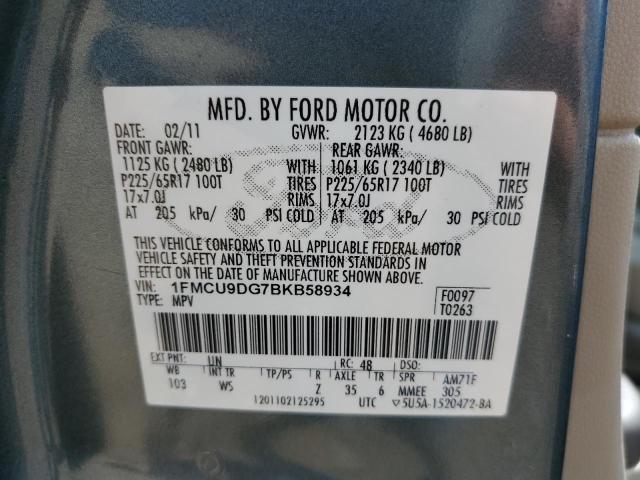 MFD. BY FORD MOTOR CO.
DATE: 02/11 GVWR: 2123 KG ( 4680 LB)
FRONT GAWR: REAR GAWR:
1125 KG ( 2480 LB) WITH 1061 KG ( 2340 LB) WITH
P225/65R17 100T TIRES P225/65R17 100T TIRES
17x7.0J RIMS 17x7.0J RIMS
AT 205 kPa/ 30 PSI COLD AT 205 kPa/ 30 PSI COLD
Ford
THIS VEHICLE CONFORMS TO ALL APPLICABLE FEDERAL MOTOR
VEHICLE SAFETY AND THEFT PREVENTION STANDARDS IN
EFFECT ON THE DATE OF MANUFACTURE SHOWN ABOVE.
VIN: 1FMCU9DG7BKB58934 F0097
TYPE: MPV T0263
EXT PNT: UN RC: 48 DSO:
WB INT TR TP/PS R AXLE TR SPR AM71F
103 WS Z 35 6 MMEE 305
1201102125295 UTC ▽5U5A-1520472-BA